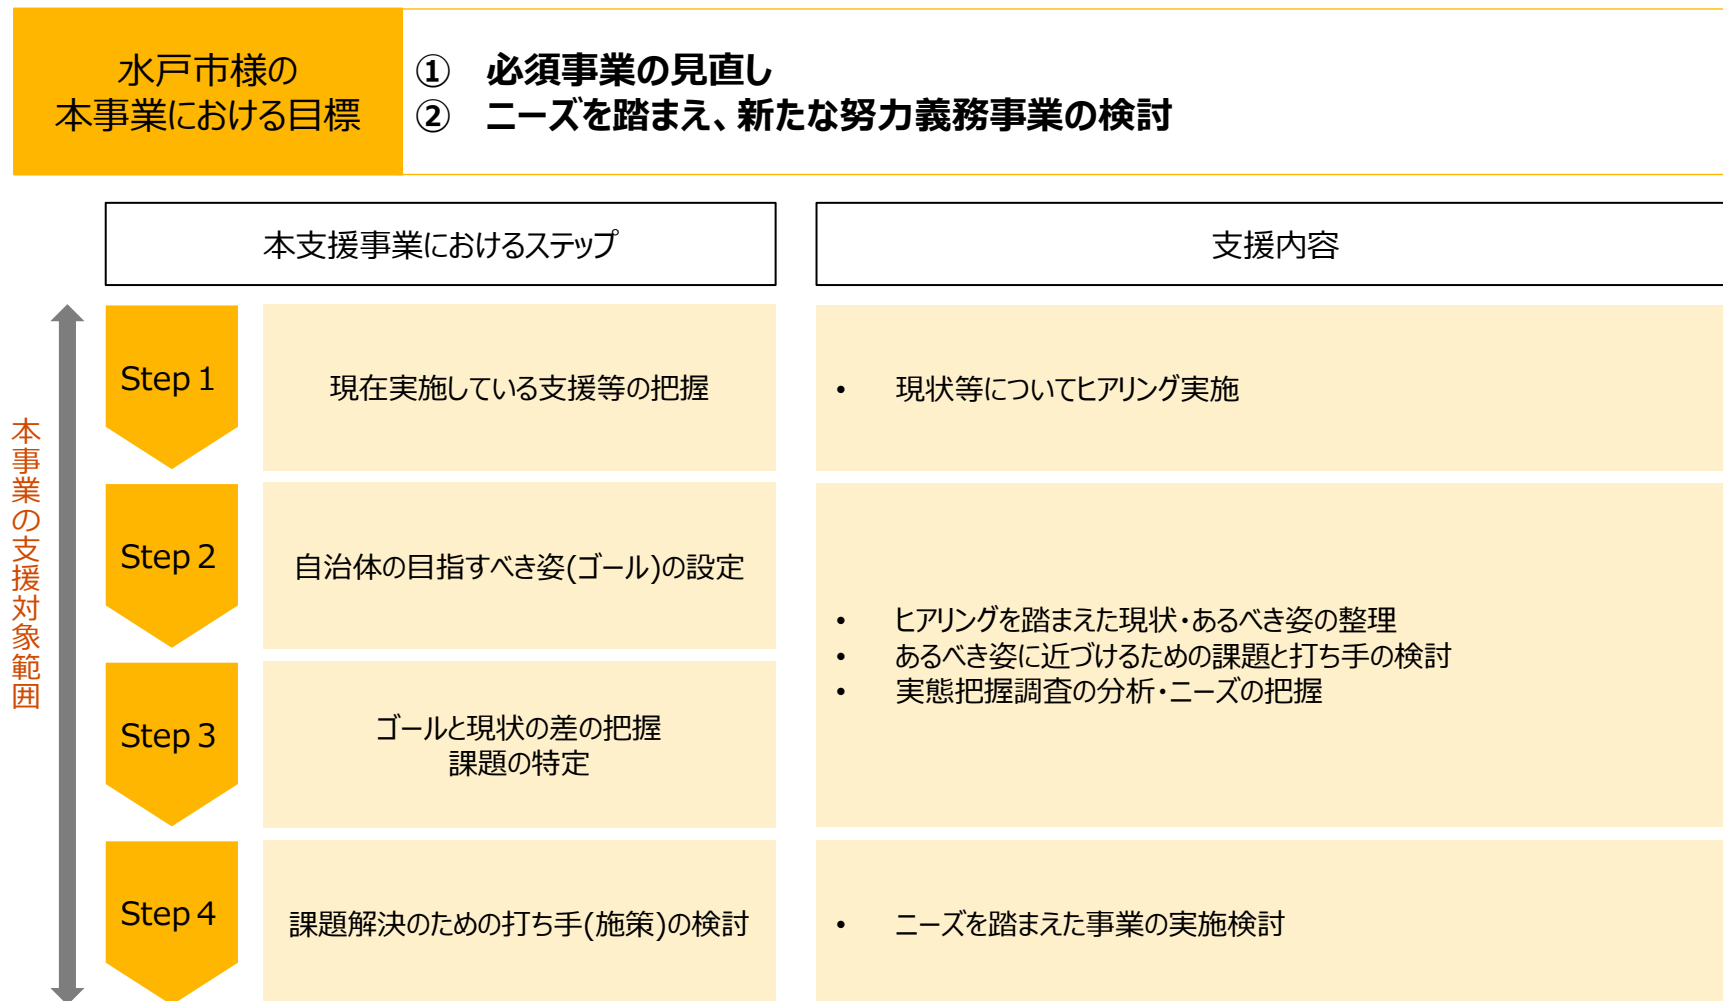 水戸市様の
本事業における目標
① 必須事業の見直し
② ニーズを踏まえ、新たな努力義務事業の検討
本支援事業におけるステップ
支援内容
本事業の支援対象範囲
Step 1
現在実施している支援等の把握
• 現状等についてヒアリング実施
Step 2
自治体の目指すべき姿(ゴール)の設定
• ヒアリングを踏まえた現状・あるべき姿の整理
• あるべき姿に近づけるための課題と打ち手の検討
• 実態把握調査の分析・ニーズの把握
Step 3
ゴールと現状の差の把握
課題の特定
Step 4
課題解決のための打ち手(施策)の検討
• ニーズを踏まえた事業の実施検討